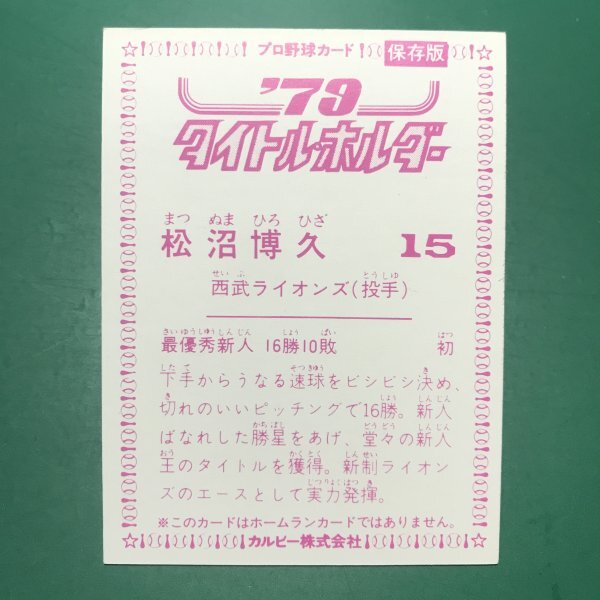 プロ野球カード 保存版
'79
タイトル・ホルダー
まつ ぬま ひろ ひさ
松沼博久 15
せいぶ とうしゅ
西武ライオンズ(投手)
さいゆうしゅうしんじん しょう ぱい はつ
最優秀新人 16勝10敗 初
したて そっきゅう き
下手からうなる速球をビシビシ決め、
き しょう しんじん
切れのいいピッチングで16勝。新人
かちぼし どうどう しんじん
ばなれした勝星をあげ、堂々の新人
おう かくとく しんせい
王のタイトルを獲得。新制ライオン
じつりょくはっき
ズのエースとして実力発揮。
※このカードはホームランカードではありません。
カルビー株式会社